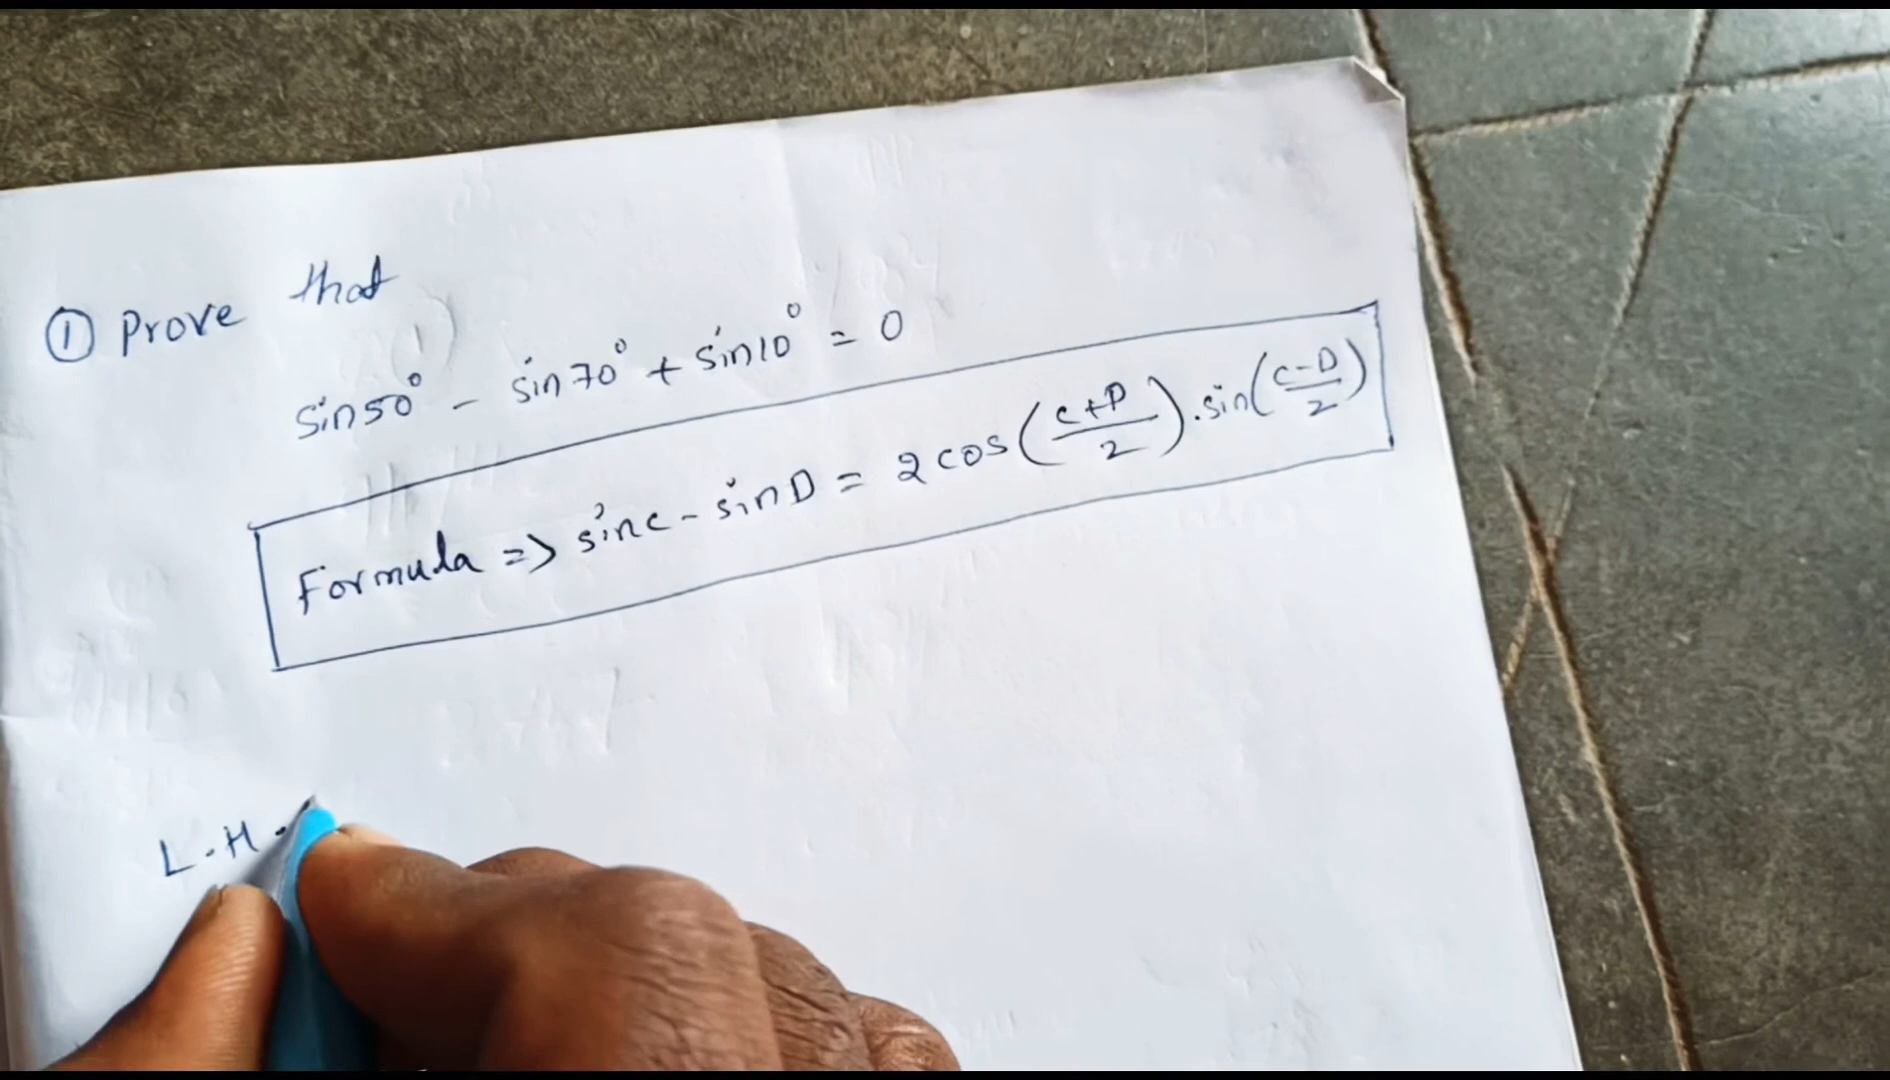 ① Prove that
sin50° - sin70° + sin10° = 0
Formula => sinc - sinD = 2cos((c+D)/2).sin((c-D)/2)
L.H.